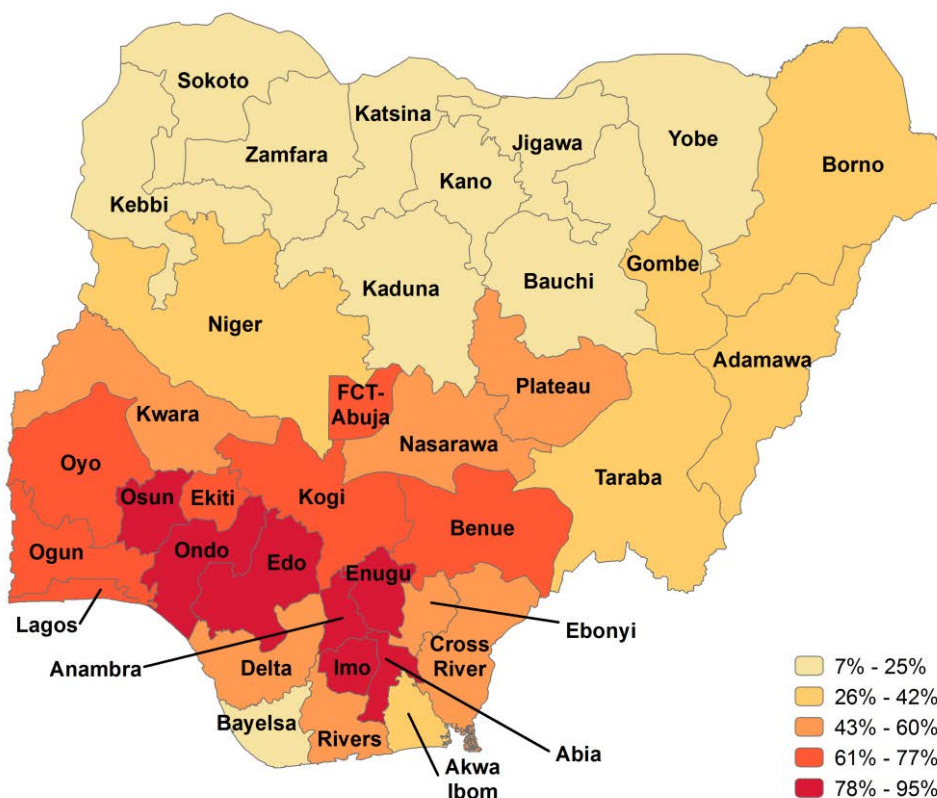 Sokoto
Katsina
Jigawa
Yobe
Borno
Zamfara
Kano
Kebbi
Gombe
Bauchi
Kaduna
Niger
Adamawa
FCT-
Abuja
Plateau
Kwara
Nasarawa
Oyo
Taraba
Osun
Ekiti
Kogi
Benue
Ogun
Ondo
Edo
Enugu
Lagos
Ebonyi
Anambra
Delta
Imo
Cross
River
Bayelsa
Rivers
Abia
Akwa
Ibom
7% - 25%
26% - 42%
43% - 60%
61% - 77%
78% - 95%